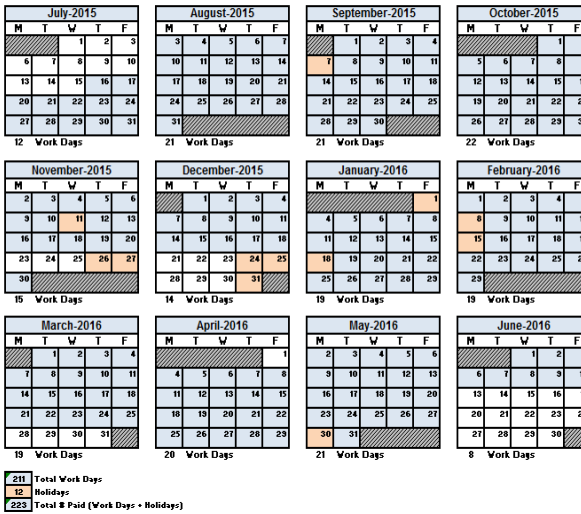 July-2015
M T W T F
1 2 3
6 7 8 9 10
13 14 15 16 17
20 21 22 23 24
27 28 29 30 31
12 Work Days
August-2015
M T W T F
3 4 5 6 7
10 11 12 13 14
17 18 19 20 21
24 25 26 27 28
31
21 Work Days
September-2015
M T W T F
1 2 3 4
7 8 9 10 11
14 15 16 17 18
21 22 23 24 25
28 29 30
21 Work Days
October-2015
M T W T F
1
5 6 7 8
12 13 14 15
19 20 21 22
26 27 28 29
22 Work Days
November-2015
M T W T F
2 3 4 5 6
9 10 11 12 13
16 17 18 19 20
23 24 25 26 27
30
15 Work Days
December-2015
M T W T F
1 2 3 4
7 8 9 10 11
14 15 16 17 18
21 22 23 24 25
28 29 30 31
14 Work Days
January-2016
M T W T F
1
4 5 6 7 8
11 12 13 14 15
18 19 20 21 22
25 26 27 28 29
19 Work Days
February-2016
M T W T F
1 2 3 4
8 9 10 11
15 16 17 18
22 23 24 25
29
19 Work Days
March-2016
M T W T F
1 2 3 4
7 8 9 10 11
14 15 16 17 18
21 22 23 24 25
28 29 30 31
19 Work Days
April-2016
M T W T F
1
4 5 6 7 8
11 12 13 14 15
18 19 20 21 22
25 26 27 28 29
20 Work Days
May-2016
M T W T F
2 3 4 5 6
9 10 11 12 13
16 17 18 19 20
23 24 25 26 27
30 31
21 Work Days
June-2016
M T W T F
1 2
6 7 8 9
13 14 15 16
20 21 22 23
27 28 29 30
8 Work Days
211 Total Work Days
12 Holidays
223 Total # Paid (Work Days + Holidays)